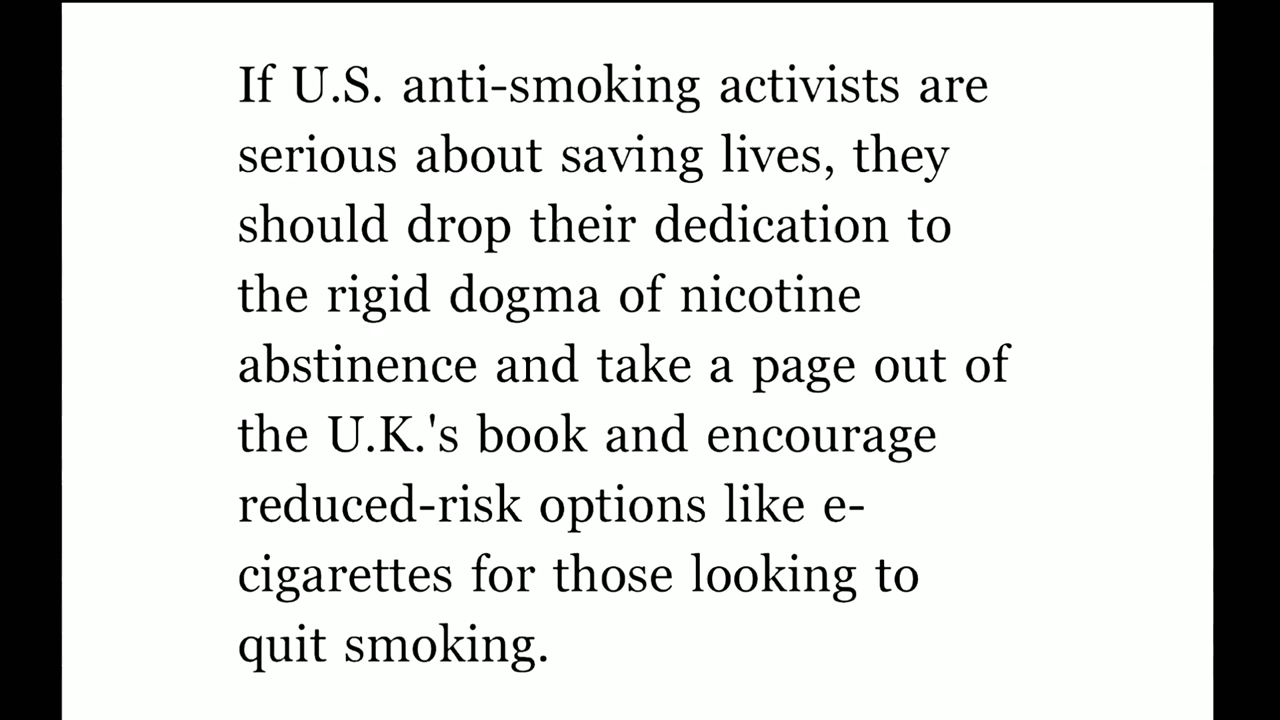 If U.S. anti-smoking activists are
serious about saving lives, they
should drop their dedication to
the rigid dogma of nicotine
abstinence and take a page out of
the U.K.'s book and encourage
reduced-risk options like e-
cigarettes for those looking to
quit smoking.